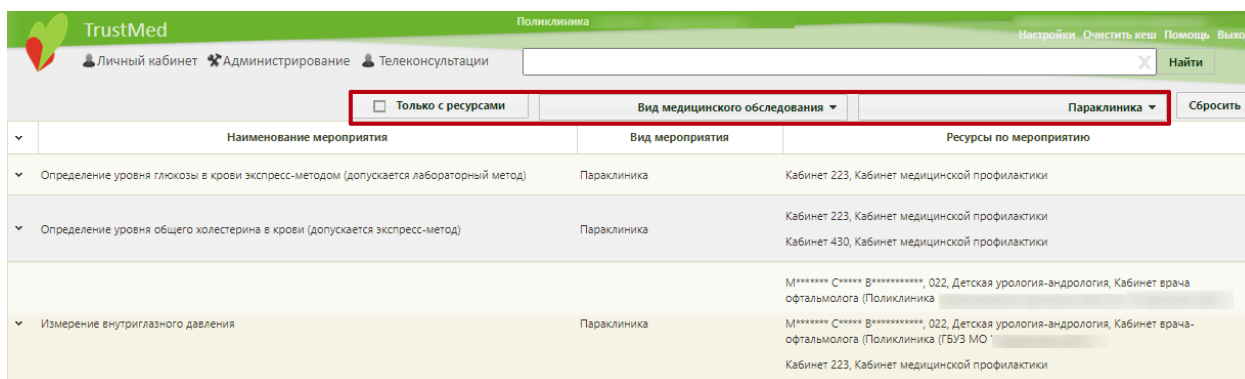 Поликлиника
TrustMed
Настройки Очистить кеш Помощь
Личный кабинет Администрирование Телеконсультации
X Найти
Только с ресурсами Вид медицинского обследования Параклиника Сбросить
Наименование мероприятия Вид мероприятия Ресурсы по мероприятию
Определение уровня глюкозы в крови экспресс-методом (допускается лабораторный метод) Параклиника Кабинет 223, Кабинет медицинской профилактики
Кабинет 223, Кабинет медицинской профилактики
Определение уровня общего холестерина в крови (допускается экспресс-метод) Параклиника
Кабинет 430, Кабинет медицинской профилактики
М******* С***** В***********, 022, Детская урология-андрология, Кабинет врача
офтальмолога (Поликлиника
Измерение внутриглазного давления Параклиника М******* С***** В***********, 022, Детская урология-андрология, Кабинет врача-
офтальмолога (Поликлиника (ГБУЗ МО "
Кабинет 223, Кабинет медицинской профилактики